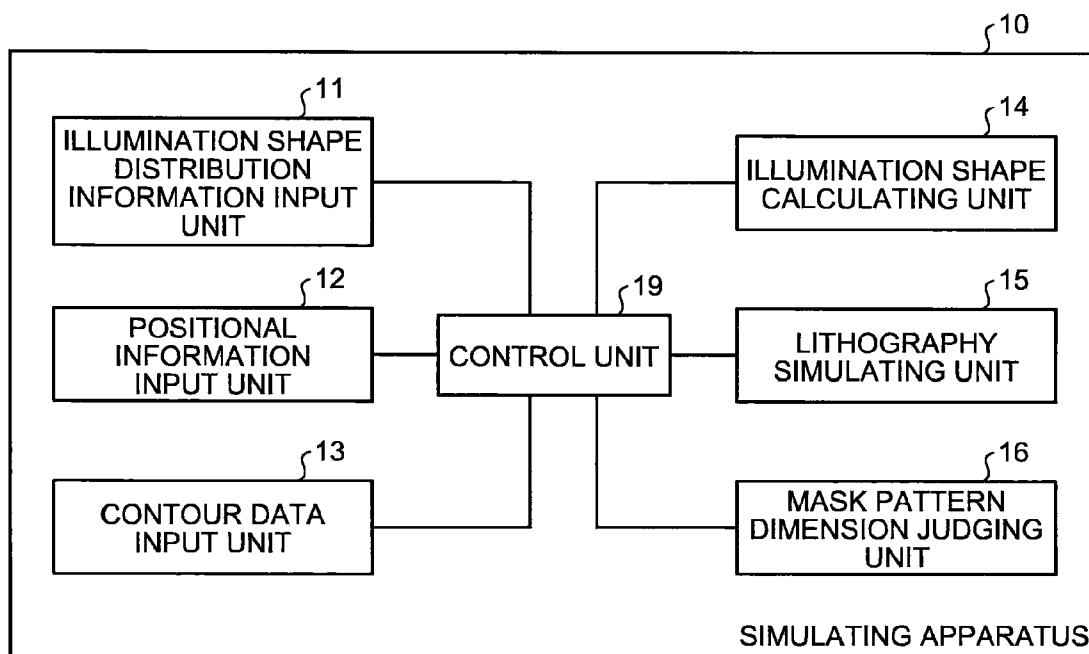 10
11
ILLUMINATION SHAPE
DISTRIBUTION
INFORMATION INPUT
UNIT
12
POSITIONAL
INFORMATION
INPUT UNIT
13
CONTOUR DATA
INPUT UNIT
19
CONTROL UNIT
14
ILLUMINATION SHAPE
CALCULATING UNIT
15
LITHOGRAPHY
SIMULATING UNIT
16
MASK PATTERN
DIMENSION JUDGING
UNIT
SIMULATING APPARATUS